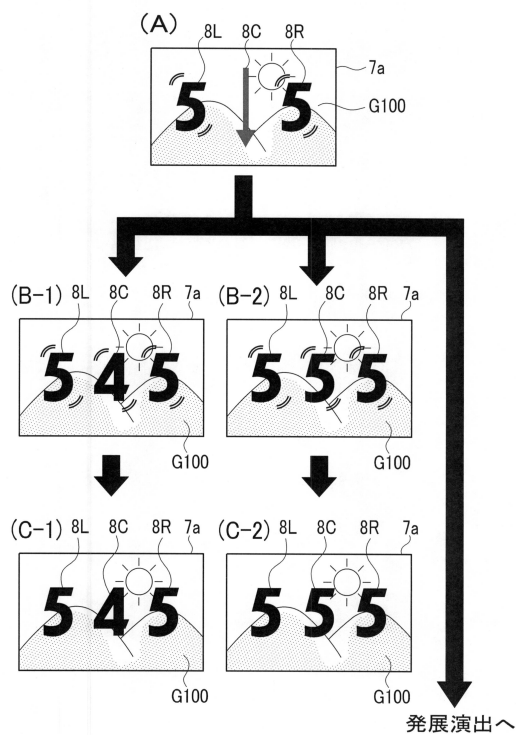 (A)
8L 8C 8R
7a
G100
5 5
(B-1) 8L 8C 8R 7a
5 4 5
G100
(B-2) 8L 8C 8R 7a
5 5 5
G100
(C-1) 8L 8C 8R 7a
5 4 5
G100
(C-2) 8L 8C 8R 7a
5 5 5
G100
発展演出へ